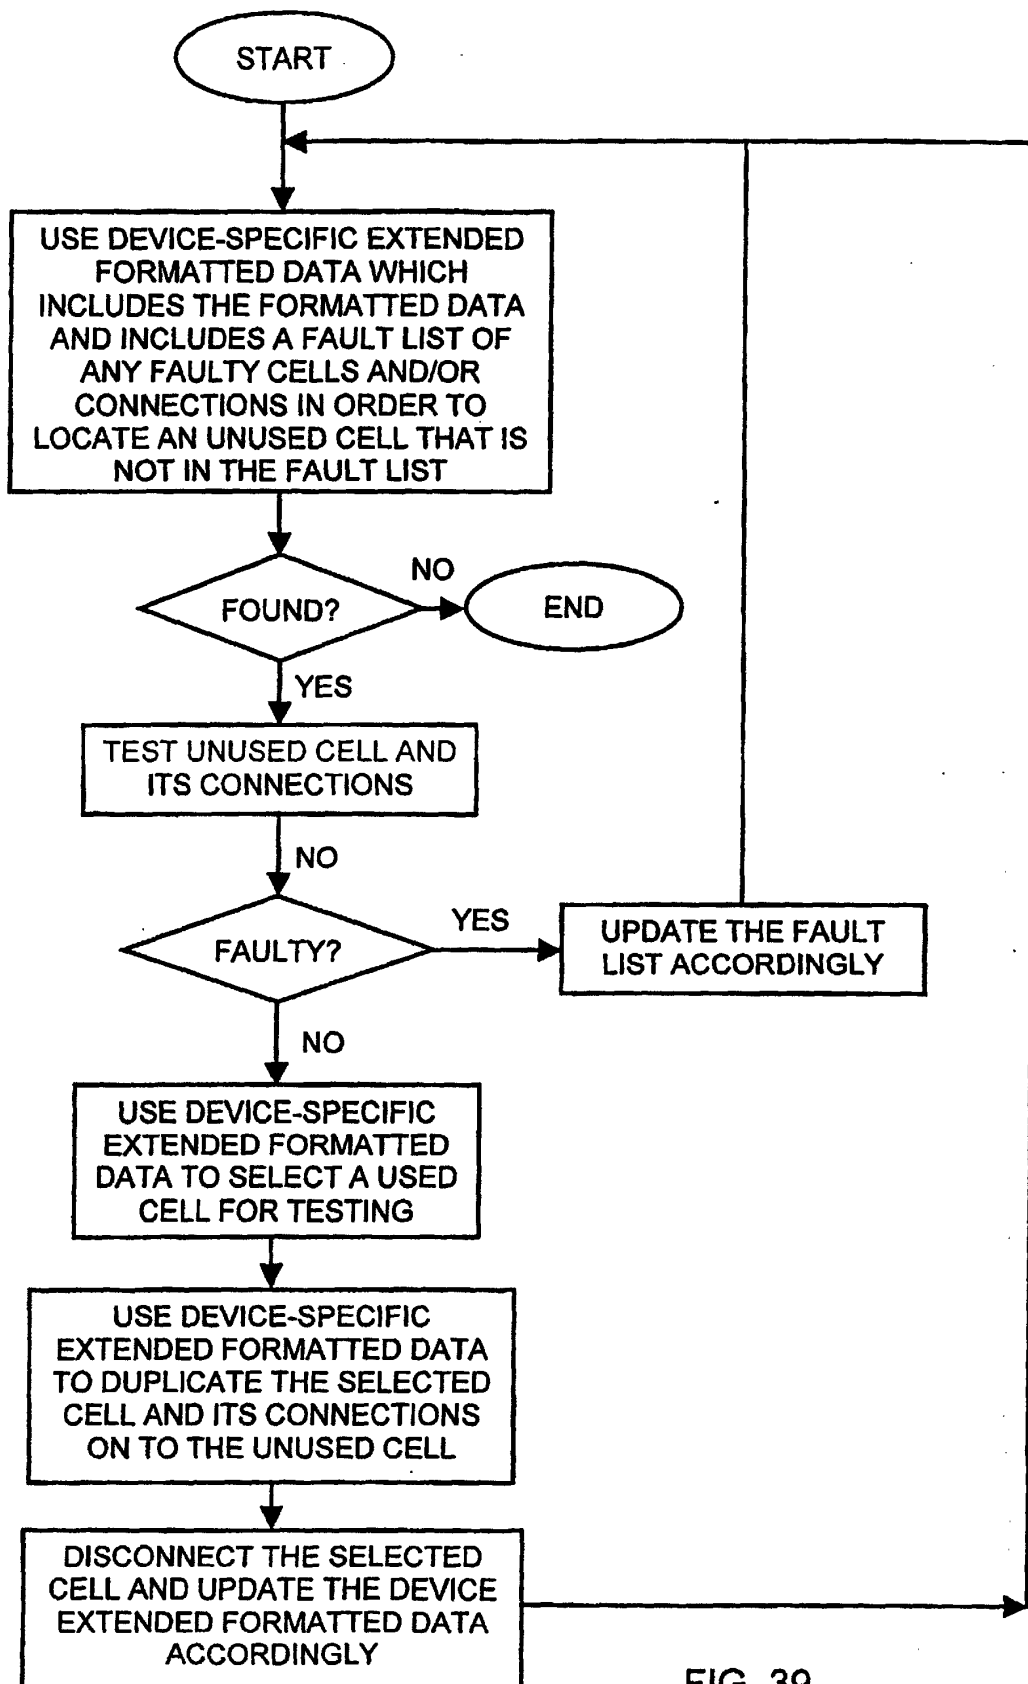 START
USE DEVICE-SPECIFIC EXTENDED
FORMATTED DATA WHICH
INCLUDES THE FORMATTED DATA
AND INCLUDES A FAULT LIST OF
ANY FAULTY CELLS AND/OR
CONNECTIONS IN ORDER TO
LOCATE AN UNUSED CELL THAT IS
NOT IN THE FAULT LIST
NO
FOUND?
END
YES
TEST UNUSED CELL AND
ITS CONNECTIONS
NO
FAULTY?
YES
UPDATE THE FAULT
LIST ACCORDINGLY
NO
USE DEVICE-SPECIFIC
EXTENDED FORMATTED
DATA TO SELECT A USED
CELL FOR TESTING
USE DEVICE-SPECIFIC
EXTENDED FORMATTED DATA
TO DUPLICATE THE SELECTED
CELL AND ITS CONNECTIONS
ON TO THE UNUSED CELL
DISCONNECT THE SELECTED
CELL AND UPDATE THE DEVICE
EXTENDED FORMATTED DATA
ACCORDINGLY
FIG. 39